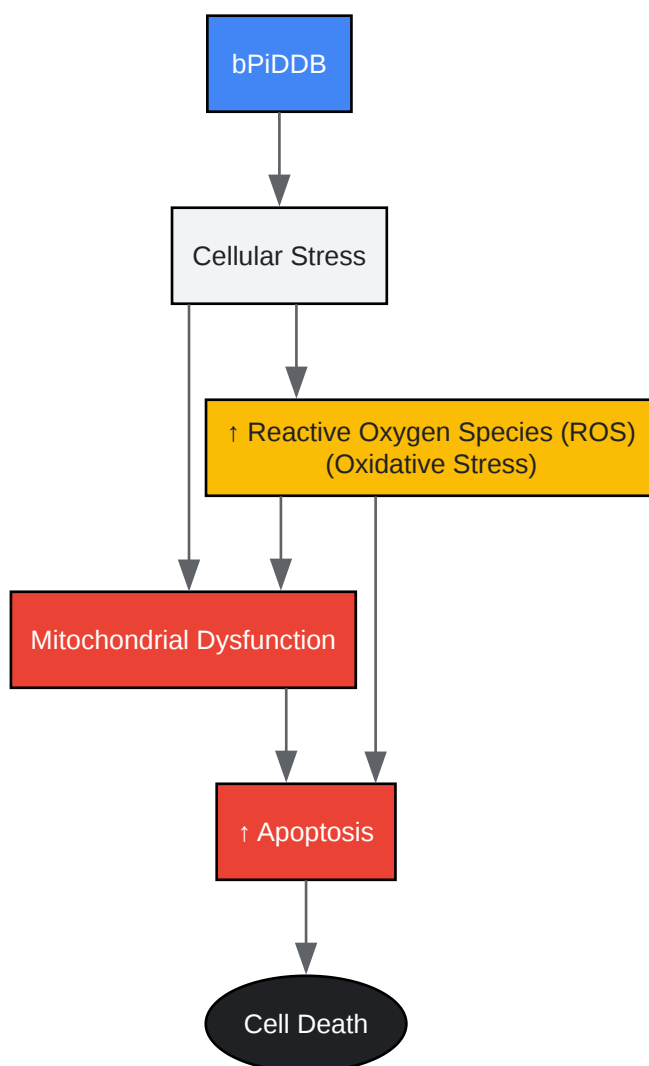 bPiDDB
Cellular Stress
↑ Reactive Oxygen Species (ROS)
(Oxidative Stress)
Mitochondrial Dysfunction
↑ Apoptosis
Cell Death